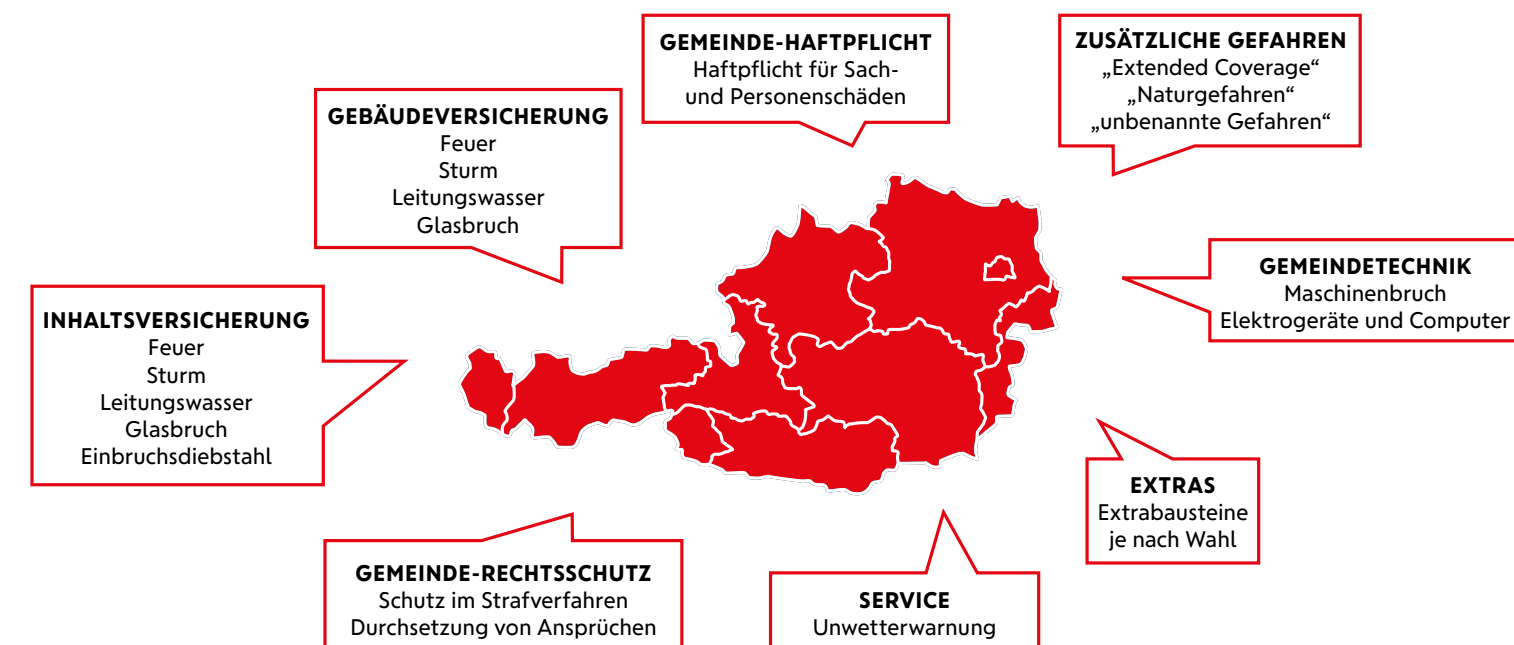 GEMEINDE-HAFTPFLICHT
Haftpflicht für Sach-
und Personenschäden
ZUSÄTZLICHE GEFAHREN
„Extended Coverage“
„Naturgefahren“
„unbenannte Gefahren“
GEBÄUDEVERSICHERUNG
Feuer
Sturm
Leitungswasser
Glasbruch
GEMEINDETECHNIK
Maschinenbruch
Elektrogeräte und Computer
INHALTSVERSICHERUNG
Feuer
Sturm
Leitungswasser
Glasbruch
Einbruchsdiebstahl
EXTRAS
Extrabausteine
je nach Wahl
GEMEINDE-RECHTSSCHUTZ
Schutz im Strafverfahren
Durchsetzung von Ansprüchen
SERVICE
Unwetterwarnung